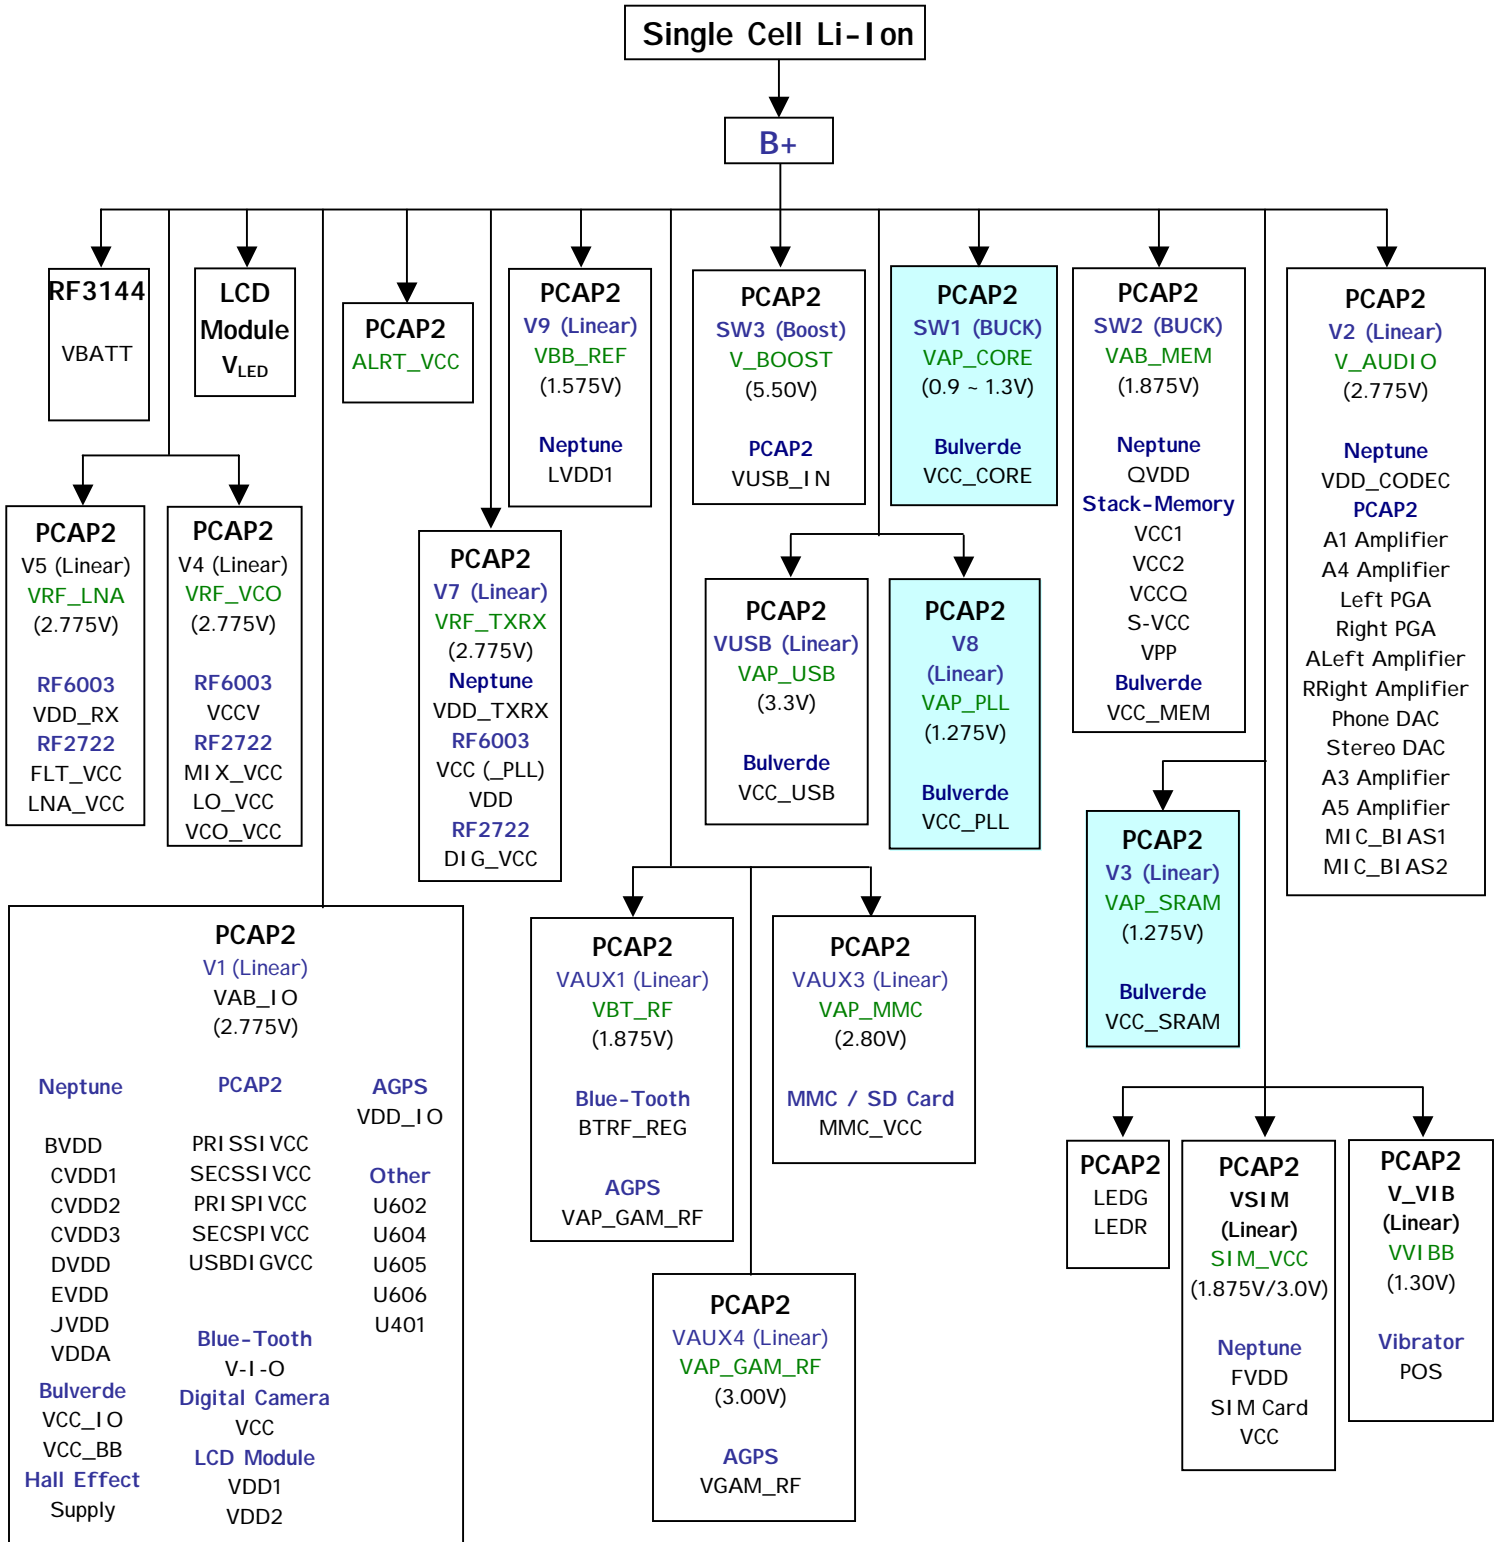 Single Cell Li-Ion
B+
RF3144
VBATT
LCD
Module
VLED
PCAP2
ALRT_VCC
PCAP2
V9 (Linear)
VBB_REF
(1.575V)
Neptune
LVDD1
PCAP2
SW3 (Boost)
V_BOOST
(5.50V)
PCAP2
VUSB_IN
PCAP2
SW1 (BUCK)
VAP_CORE
(0.9 ~ 1.3V)
Bulverde
VCC_CORE
PCAP2
SW2 (BUCK)
VAB_MEM
(1.875V)
Neptune
QVDD
Stack-Memory
VCC1
VCC2
VCCQ
S-VCC
VPP
Bulverde
VCC_MEM
PCAP2
V2 (Linear)
V_AUDIO
(2.775V)
Neptune
VDD_CODEC
PCAP2
A1 Amplifier
A4 Amplifier
Left PGA
Right PGA
ALeft Amplifier
RRight Amplifier
Phone DAC
Stereo DAC
A3 Amplifier
A5 Amplifier
MIC_BIAS1
MIC_BIAS2
PCAP2
V5 (Linear)
VRF_LNA
(2.775V)
RF6003
VDD_RX
RF2722
FLT_VCC
LNA_VCC
PCAP2
V4 (Linear)
VRF_VCO
(2.775V)
RF6003
VCCV
RF2722
MIX_VCC
LO_VCC
VCO_VCC
PCAP2
V7 (Linear)
VRF_TXRX
(2.775V)
Neptune
VDD_TXRX
RF6003
VCC (_PLL)
VDD
RF2722
DIG_VCC
PCAP2
VUSB (Linear)
VAP_USB
(3.3V)
Bulverde
VCC_USB
PCAP2
V8
(Linear)
VAP_PLL
(1.275V)
Bulverde
VCC_PLL
PCAP2
V3 (Linear)
VAP_SRAM
(1.275V)
Bulverde
VCC_SRAM
PCAP2
V1 (Linear)
VAB_IO
(2.775V)
Neptune
BVDD
CVDD1
CVDD2
CVDD3
DVDD
EVDD
JVDD
VDDA
Bulverde
VCC_IO
VCC_BB
Hall Effect
Supply
PCAP2
PRISSIVCC
SECSSIVCC
PRISPIVCC
SECSPIVCC
USBDIGVCC
Blue-Tooth
V-I-O
Digital Camera
VCC
LCD Module
VDD1
VDD2
AGPS
VDD_IO
Other
U602
U604
U605
U606
U401
PCAP2
VAUX1 (Linear)
VBT_RF
(1.875V)
Blue-Tooth
BTRF_REG
AGPS
VAP_GAM_RF
PCAP2
VAUX3 (Linear)
VAP_MMC
(2.80V)
MMC / SD Card
MMC_VCC
PCAP2
VAUX4 (Linear)
VAP_GAM_RF
(3.00V)
AGPS
VGAM_RF
PCAP2
LEDG
LEDR
PCAP2
VSIM
(Linear)
SIM_VCC
(1.875V/3.0V)
Neptune
FVDD
SIM Card
VCC
PCAP2
V_VIB
(Linear)
VVIBB
(1.30V)
Vibrator
POS